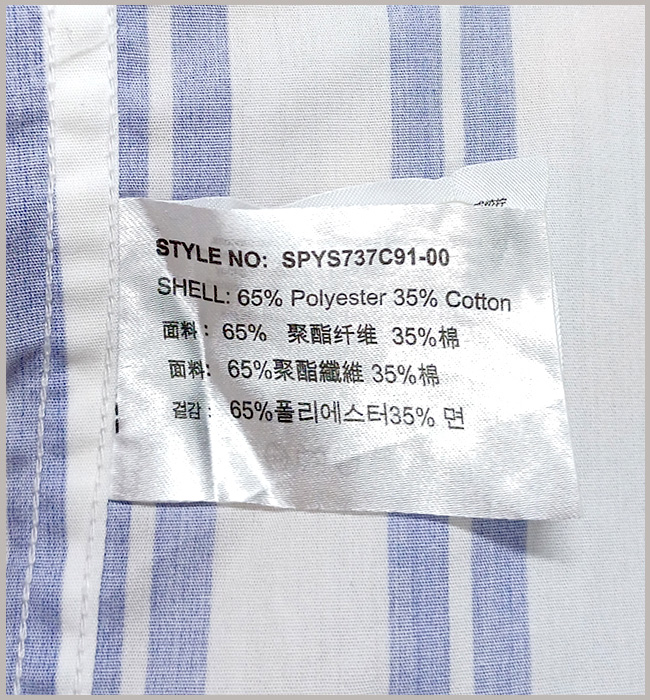 STYLE NO: SPYS737C91-00
SHELL: 65% Polyester 35% Cotton
面料: 65% 聚酯纤维 35%棉
面料: 65%聚酯纖維 35%棉
걸감: 65%폴리에스터35% 면